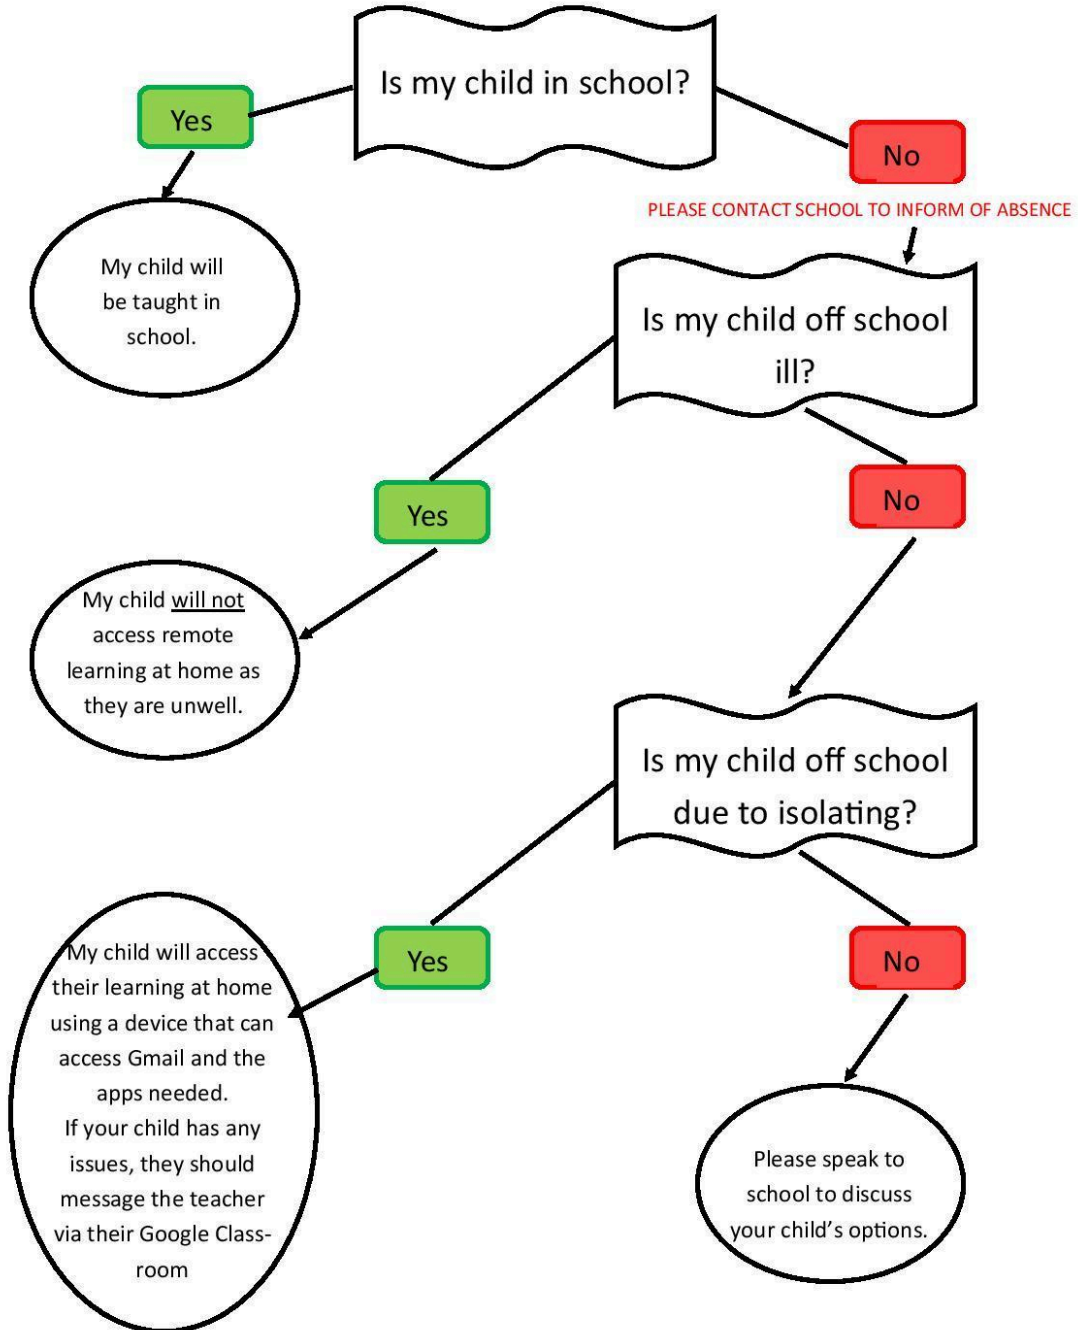 Is my child in school?
Yes
No
PLEASE CONTACT SCHOOL TO INFORM OF ABSENCE
My child will
be taught in
school.
Is my child off school
ill?
Yes
No
My child will not
access remote
learning at home as
they are unwell.
Is my child off school
due to isolating?
Yes
No
My child will access
their learning at home
using a device that can
access Gmail and the
apps needed.
If your child has any
issues, they should
message the teacher
via their Google Class-
room
Please speak to
school to discuss
your child’s options.